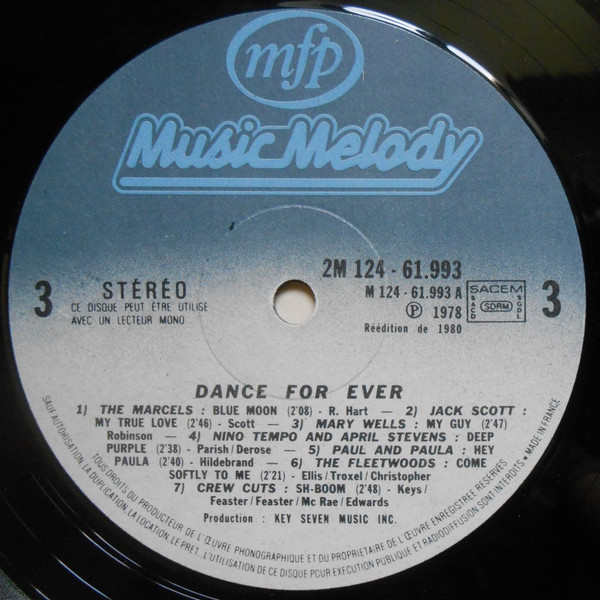 mfp
Music Melody
2M 124 - 61.993
M 124 - 61.993 A
Ⓟ 1978
Réédition de 1980
SACEM
SACD
SDRM
SGDL
3
STÉRÉO
CE DISQUE PEUT ÊTRE UTILISÉ
AVEC UN LECTEUR MONO
3
DANCE FOR EVER
1) THE MARCELS : BLUE MOON (2'08) - R. Hart — 2) JACK SCOTT :
MY TRUE LOVE (2'46) - Scott — 3) MARY WELLS : MY GUY (2'47)
Robinson — 4) NINO TEMPO AND APRIL STEVENS : DEEP
PURPLE (2'38) - Parish/Derose — 5) PAUL AND PAULA : HEY
PAULA (2'40) - Hildebrand — 6) THE FLEETWOODS : COME
SOFTLY TO ME (2'21) - Ellis/Troxel/Christopher
7) CREW CUTS : SH-BOOM (2'48) - Keys/
Feaster/Feaster/Mc Rae/Edwards
Production : KEY SEVEN MUSIC INC.
TOUS DROITS DU PRODUCTEUR DE L'ŒUVRE PHONOGRAPHIQUE ET DU PROPRIETAIRE DE L'ŒUVRE ENREGISTREE RESERVES
SAUF AUTORISATION, LA DUPLICATION, LA LOCATION, LE PRET, L'UTILISATION DE CE DISQUE POUR EXECUTION PUBLIQUE ET RADIODIFFUSION SONT INTERDITS • MADE IN FRANCE